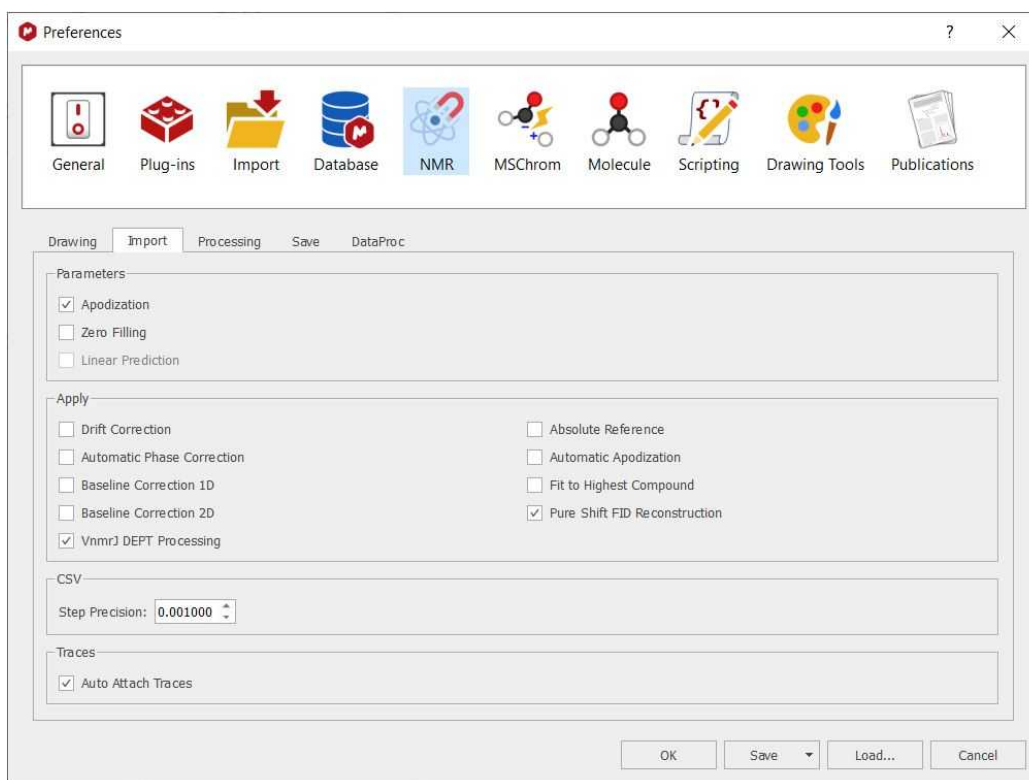 Preferences
?
General Plug-ins Import Database NMR MSChrom Molecule Scripting Drawing Tools Publications
Drawing Import Processing Save DataProc
Parameters
Apodization
Zero Filling
Linear Prediction
Apply
Drift Correction Absolute Reference
Automatic Phase Correction Automatic Apodization
Baseline Correction 1D Fit to Highest Compound
Baseline Correction 2D Pure Shift FID Reconstruction
VnmrJ DEPT Processing
CSV
Step Precision: 0.001000
Traces
Auto Attach Traces
OK Save Load... Cancel